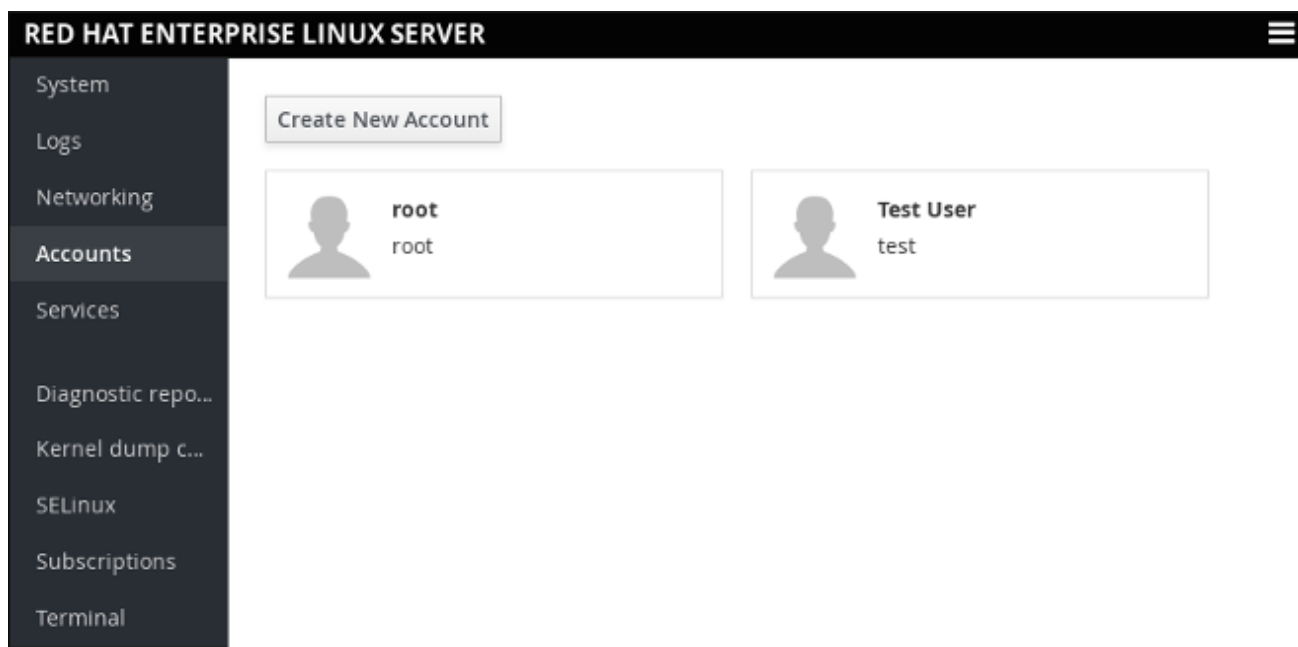 RED HAT ENTERPRISE LINUX SERVER
System
Logs
Networking
Accounts
Services
Diagnostic repo...
Kernel dump c...
SELinux
Subscriptions
Terminal
Create New Account
root
root
Test User
test